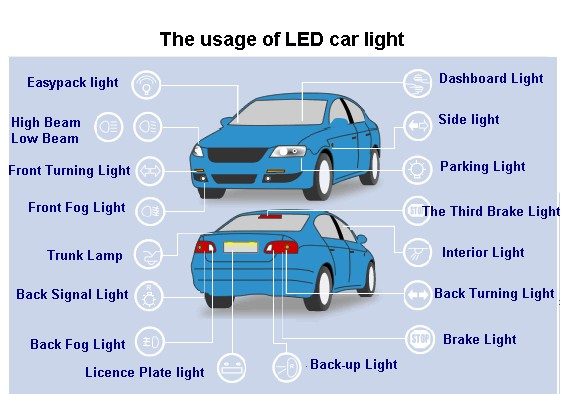 The usage of LED car light
Easypack light
Dashboard Light
High Beam
Low Beam
Side light
Front Turning Light
Parking Light
Front Fog Light
STOP
The Third Brake Light
Trunk Lamp
Interior Light
Back Signal Light
Back Turning Light
Back Fog Light
STOP
Brake Light
Licence Plate light
Back-up Light